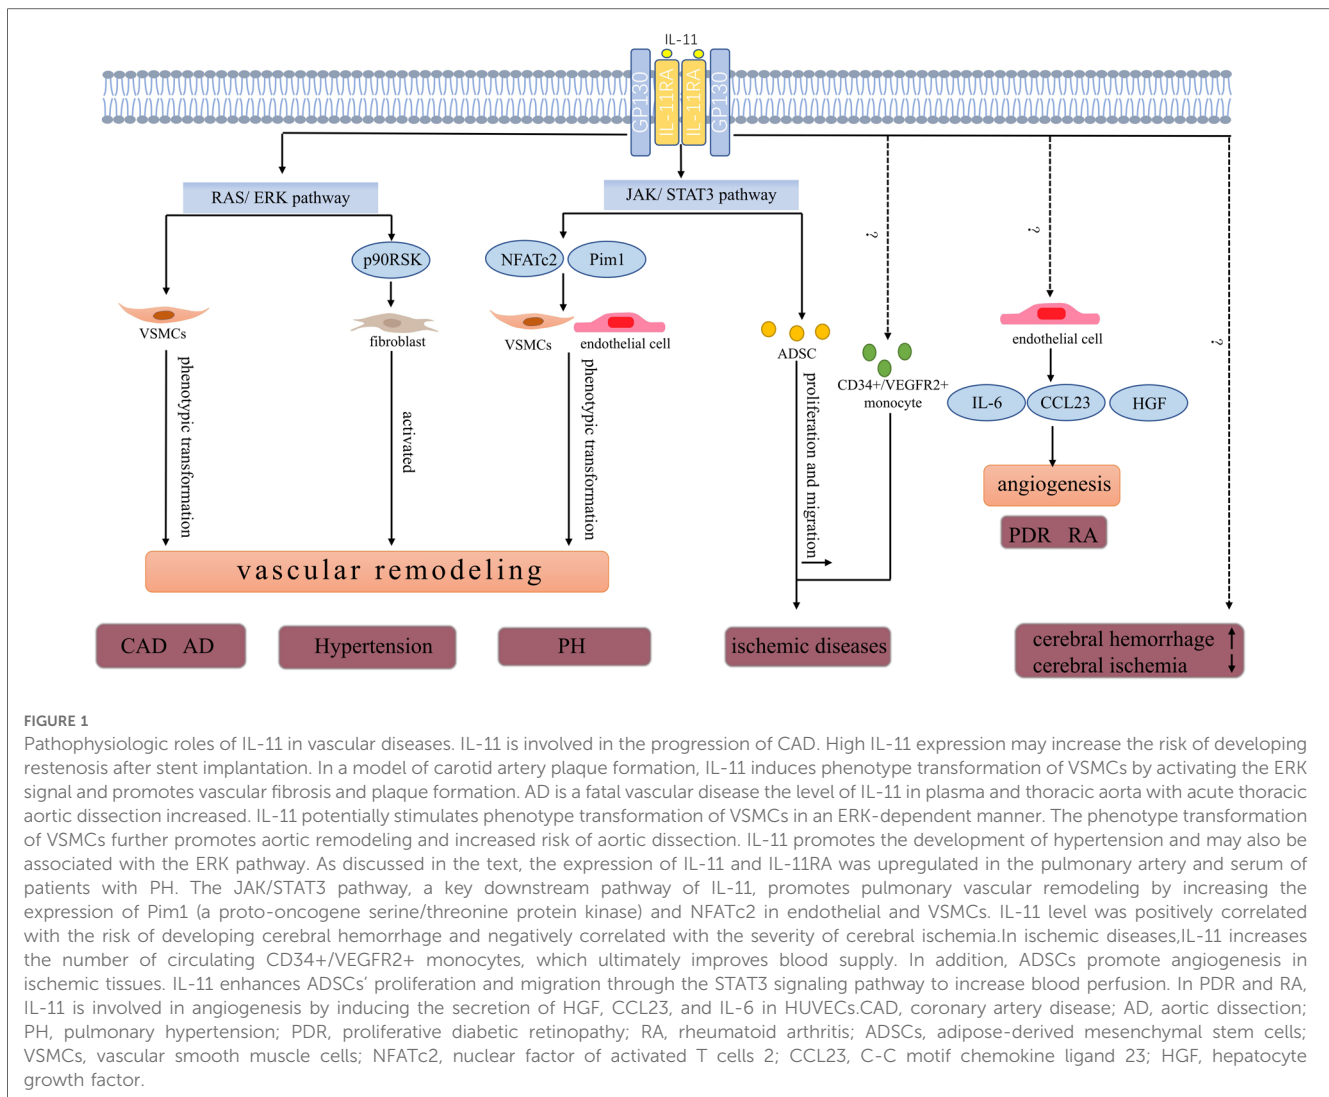 IL-11
GP130
IL-11RA
IL-11RA
GP130
RAS/ ERK pathway
JAK/ STAT3 pathway
?
?
?
p90RSK
NFATc2
Pim1
VSMCs
fibroblast
VSMCs
endothelial cell
ADSC
CD34+/VEGFR2+
monocyte
endothelial cell
IL-6
CCL23
HGF
phenotypic transformation
activated
phenotypic transformation
proliferation and migration
angiogenesis
PDR RA
vascular remodeling
CAD AD
Hypertension
PH
ischemic diseases
cerebral hemorrhage
cerebral ischemia
FIGURE 1
Pathophysiologic roles of IL-11 in vascular diseases. IL-11 is involved in the progression of CAD. High IL-11 expression may increase the risk of developing
restenosis after stent implantation. In a model of carotid artery plaque formation, IL-11 induces phenotype transformation of VSMCs by activating the ERK
signal and promotes vascular fibrosis and plaque formation. AD is a fatal vascular disease the level of IL-11 in plasma and thoracic aorta with acute thoracic
aortic dissection increased. IL-11 potentially stimulates phenotype transformation of VSMCs in an ERK-dependent manner. The phenotype transformation
of VSMCs further promotes aortic remodeling and increased risk of aortic dissection. IL-11 promotes the development of hypertension and may also be
associated with the ERK pathway. As discussed in the text, the expression of IL-11 and IL-11RA was upregulated in the pulmonary artery and serum of
patients with PH. The JAK/STAT3 pathway, a key downstream pathway of IL-11, promotes pulmonary vascular remodeling by increasing the
expression of Pim1 (a proto-oncogene serine/threonine protein kinase) and NFATc2 in endothelial and VSMCs. IL-11 level was positively correlated
with the risk of developing cerebral hemorrhage and negatively correlated with the severity of cerebral ischemia.In ischemic diseases,IL-11 increases
the number of circulating CD34+/VEGFR2+ monocytes, which ultimately improves blood supply. In addition, ADSCs promote angiogenesis in
ischemic tissues. IL-11 enhances ADSCs' proliferation and migration through the STAT3 signaling pathway to increase blood perfusion. In PDR and RA,
IL-11 is involved in angiogenesis by inducing the secretion of HGF, CCL23, and IL-6 in HUVECs.CAD, coronary artery disease; AD, aortic dissection;
PH, pulmonary hypertension; PDR, proliferative diabetic retinopathy; RA, rheumatoid arthritis; ADSCs, adipose-derived mesenchymal stem cells;
VSMCs, vascular smooth muscle cells; NFATc2, nuclear factor of activated T cells 2; CCL23, C-C motif chemokine ligand 23; HGF, hepatocyte
growth factor.